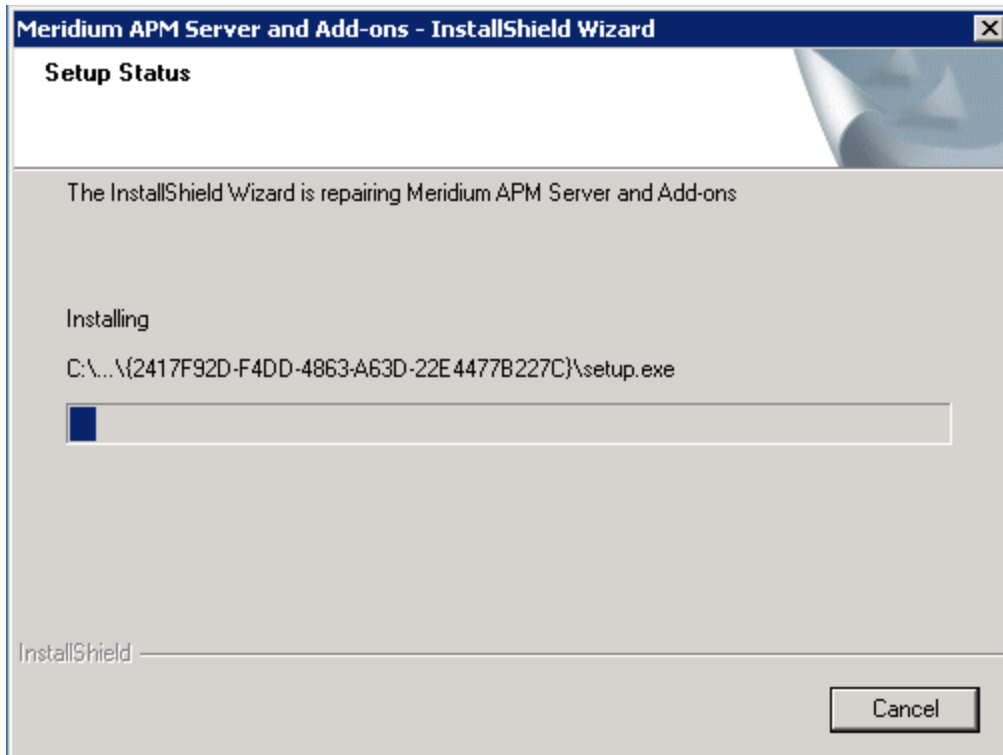 Meridium APM Server and Add-ons - InstallShield Wizard
Setup Status
The InstallShield Wizard is repairing Meridium APM Server and Add-ons
Installing
C:\...\{2417F92D-F4DD-4863-A63D-22E4477B227C}\setup.exe
InstallShield
Cancel